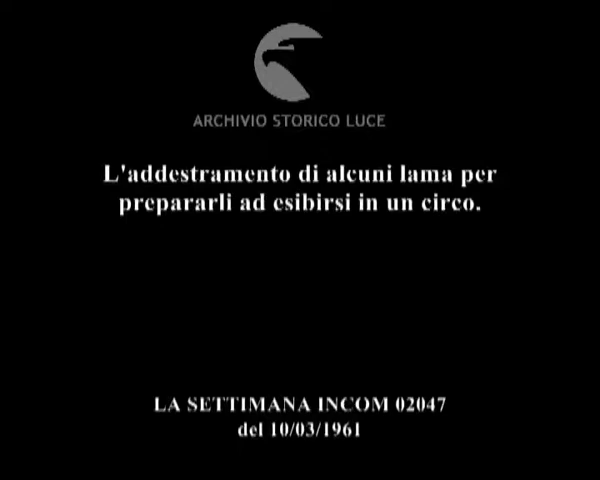 ARCHIVIO STORICO LUCE
L'addestramento di alcuni lama per
prepararli ad esibirsi in un circo.
LA SETTIMANA INCOM 02047
del 10/03/1961